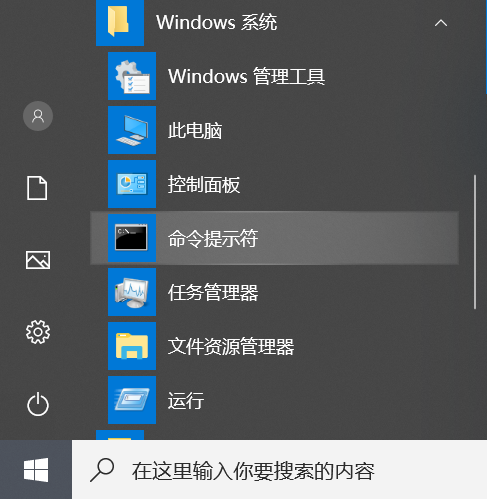 Windows 系统
Windows 管理工具
此电脑
控制面板
命令提示符
任务管理器
文件资源管理器
运行
在这里输入你要搜索的内容